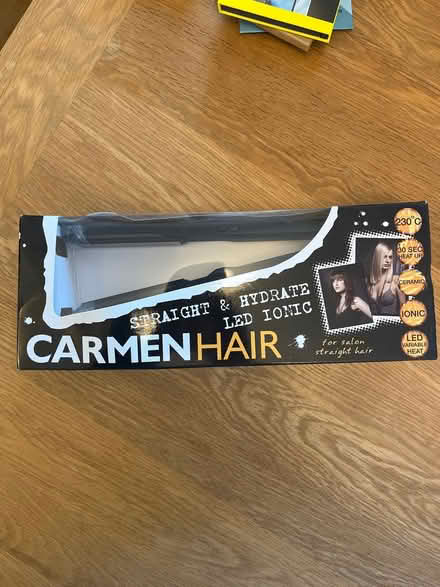 STRAIGHT & HYDRATE
LED IONIC
CARMEN HAIR
for salon
straight hair
230°C
30 SEC
HEAT UP
CERAMIC
IONIC
LED
VARIABLE
HEAT